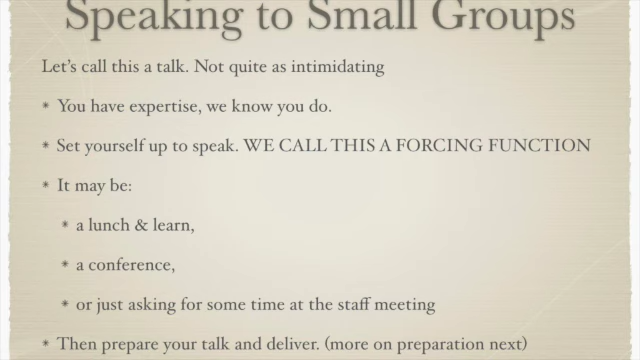 Speaking to Small Groups
Let's call this a talk. Not quite as intimidating
* You have expertise, we know you do.
* Set yourself up to speak. WE CALL THIS A FORCING FUNCTION
* It may be:
* a lunch & learn,
* a conference,
* or just asking for some time at the staff meeting
* Then prepare your talk and deliver. (more on preparation next)